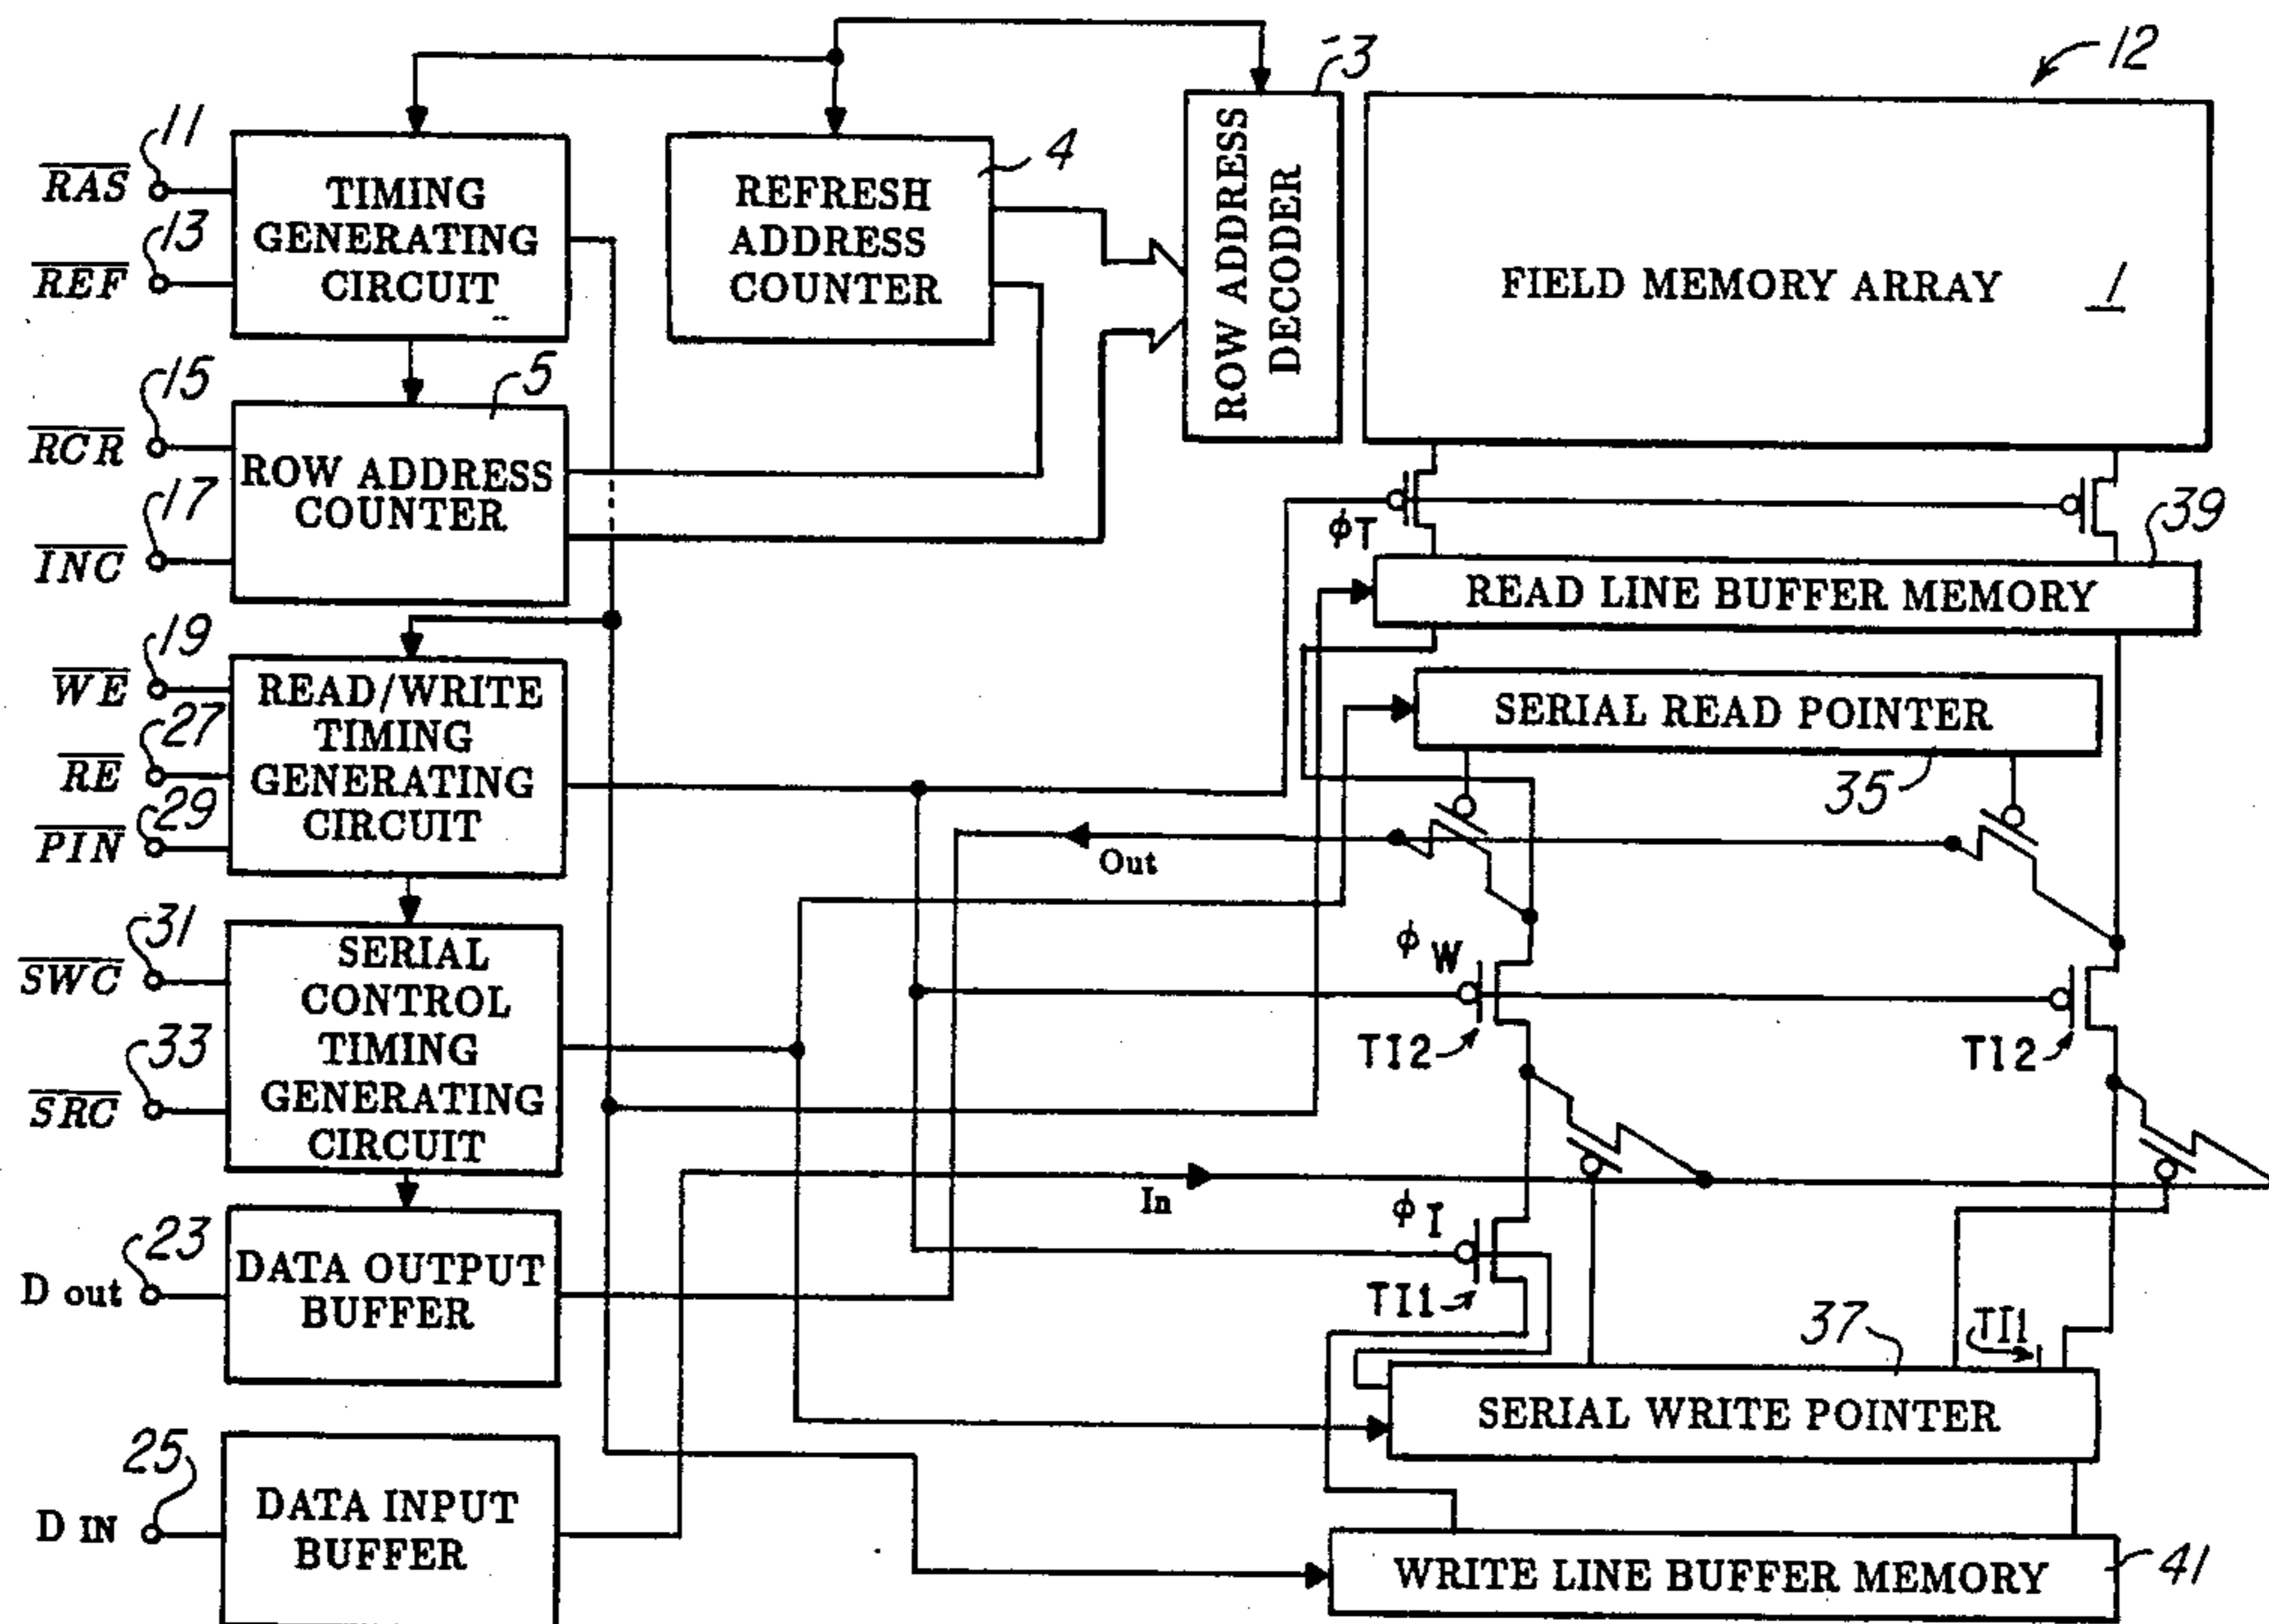 12
3
11
RAS
TIMING
GENERATING
CIRCUIT
13
REF
4
REFRESH
ADDRESS
COUNTER
ROW ADDRESS
DECODER
FIELD MEMORY ARRAY 1
15
RCR
5
ROW ADDRESS
COUNTER
17
INC
φT
39
READ LINE BUFFER MEMORY
19
WE
READ/WRITE
TIMING
GENERATING
CIRCUIT
27
RE
29
PIN
SERIAL READ POINTER
35
Out
31
SWC
SERIAL
CONTROL
TIMING
GENERATING
CIRCUIT
33
SRC
φW
TI2
TI2
In
φI
TI1
23
D out
DATA OUTPUT
BUFFER
37
TI1
SERIAL WRITE POINTER
25
D IN
DATA INPUT
BUFFER
WRITE LINE BUFFER MEMORY
41